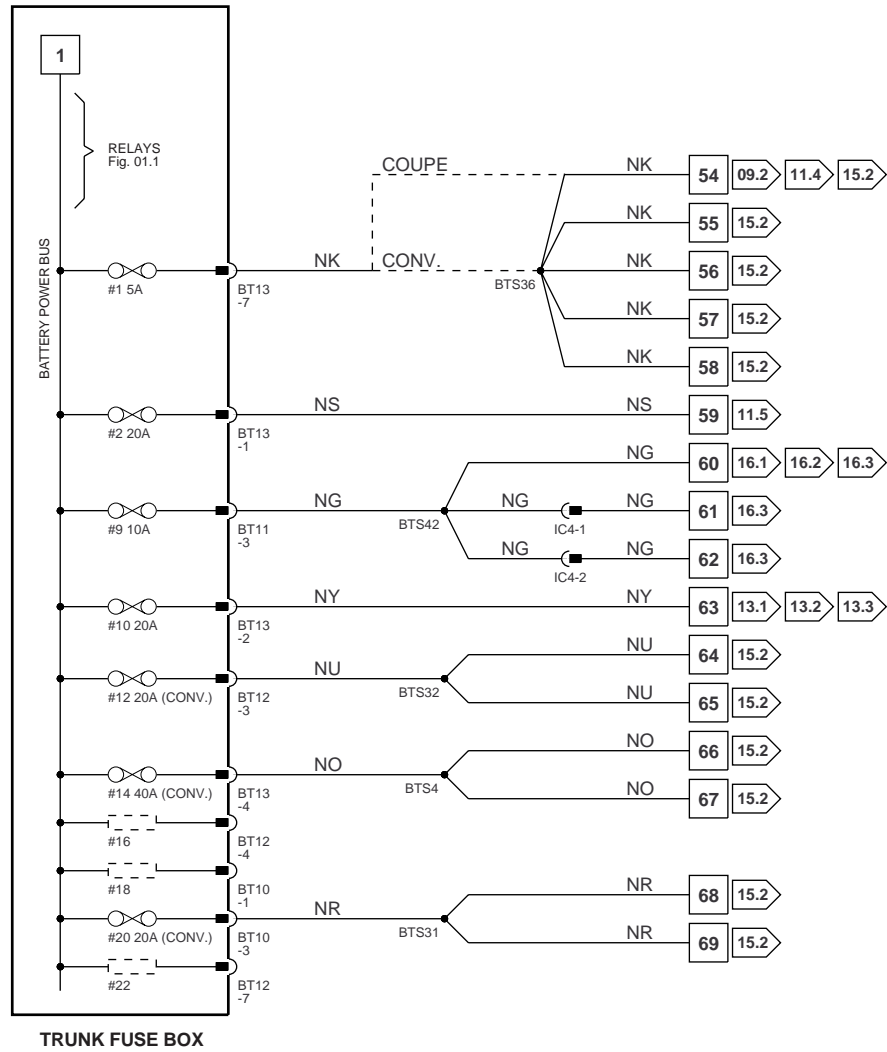 1
RELAYS
Fig. 01.1
BATTERY POWER BUS
COUPE
NK
54 09.2 11.4 15.2
NK
55 15.2
#1 5A
BT13
-7
NK
CONV.
BTS36
NK
56 15.2
NK
57 15.2
NK
58 15.2
#2 20A
BT13
-1
NS
NS
59 11.5
NG
60 16.1 16.2 16.3
#9 10A
BT11
-3
NG
BTS42
NG
IC4-1
NG
61 16.3
NG
IC4-2
NG
62 16.3
#10 20A
BT13
-2
NY
NY
63 13.1 13.2 13.3
NU
64 15.2
#12 20A (CONV.)
BT12
-3
NU
BTS32
NU
65 15.2
NO
66 15.2
#14 40A (CONV.)
BT13
-4
NO
BTS4
NO
67 15.2
#16
BT12
-4
#18
BT10
-1
NR
68 15.2
#20 20A (CONV.)
BT10
-3
NR
BTS31
NR
69 15.2
#22
BT12
-7
TRUNK FUSE BOX